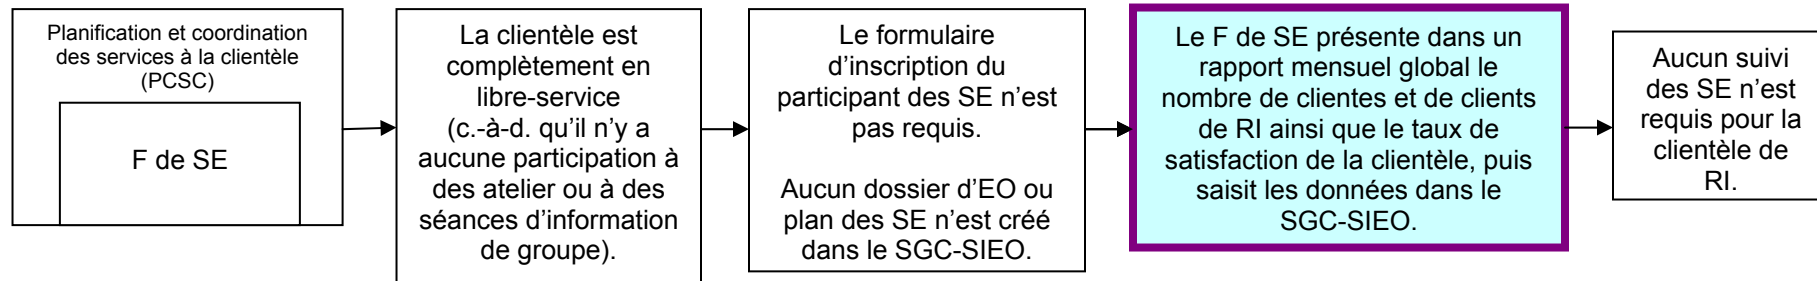 Planification et coordination
des services à la clientèle
(PCSC)
F de SE
La clientèle est
complètement en
libre-service
(c.-à-d. qu’il n’y a
aucune participation à
des atelier ou à des
séances d’information
de groupe).
Le formulaire
d’inscription du
participant des SE n’est
pas requis.
Aucun dossier d’EO ou
plan des SE n’est créé
dans le SGC-SIEO.
Le F de SE présente dans un
rapport mensuel global le
nombre de clientes et de clients
de RI ainsi que le taux de
satisfaction de la clientèle, puis
saisit les données dans le
SGC-SIEO.
Aucun suivi
des SE n’est
requis pour la
clientèle de
RI.